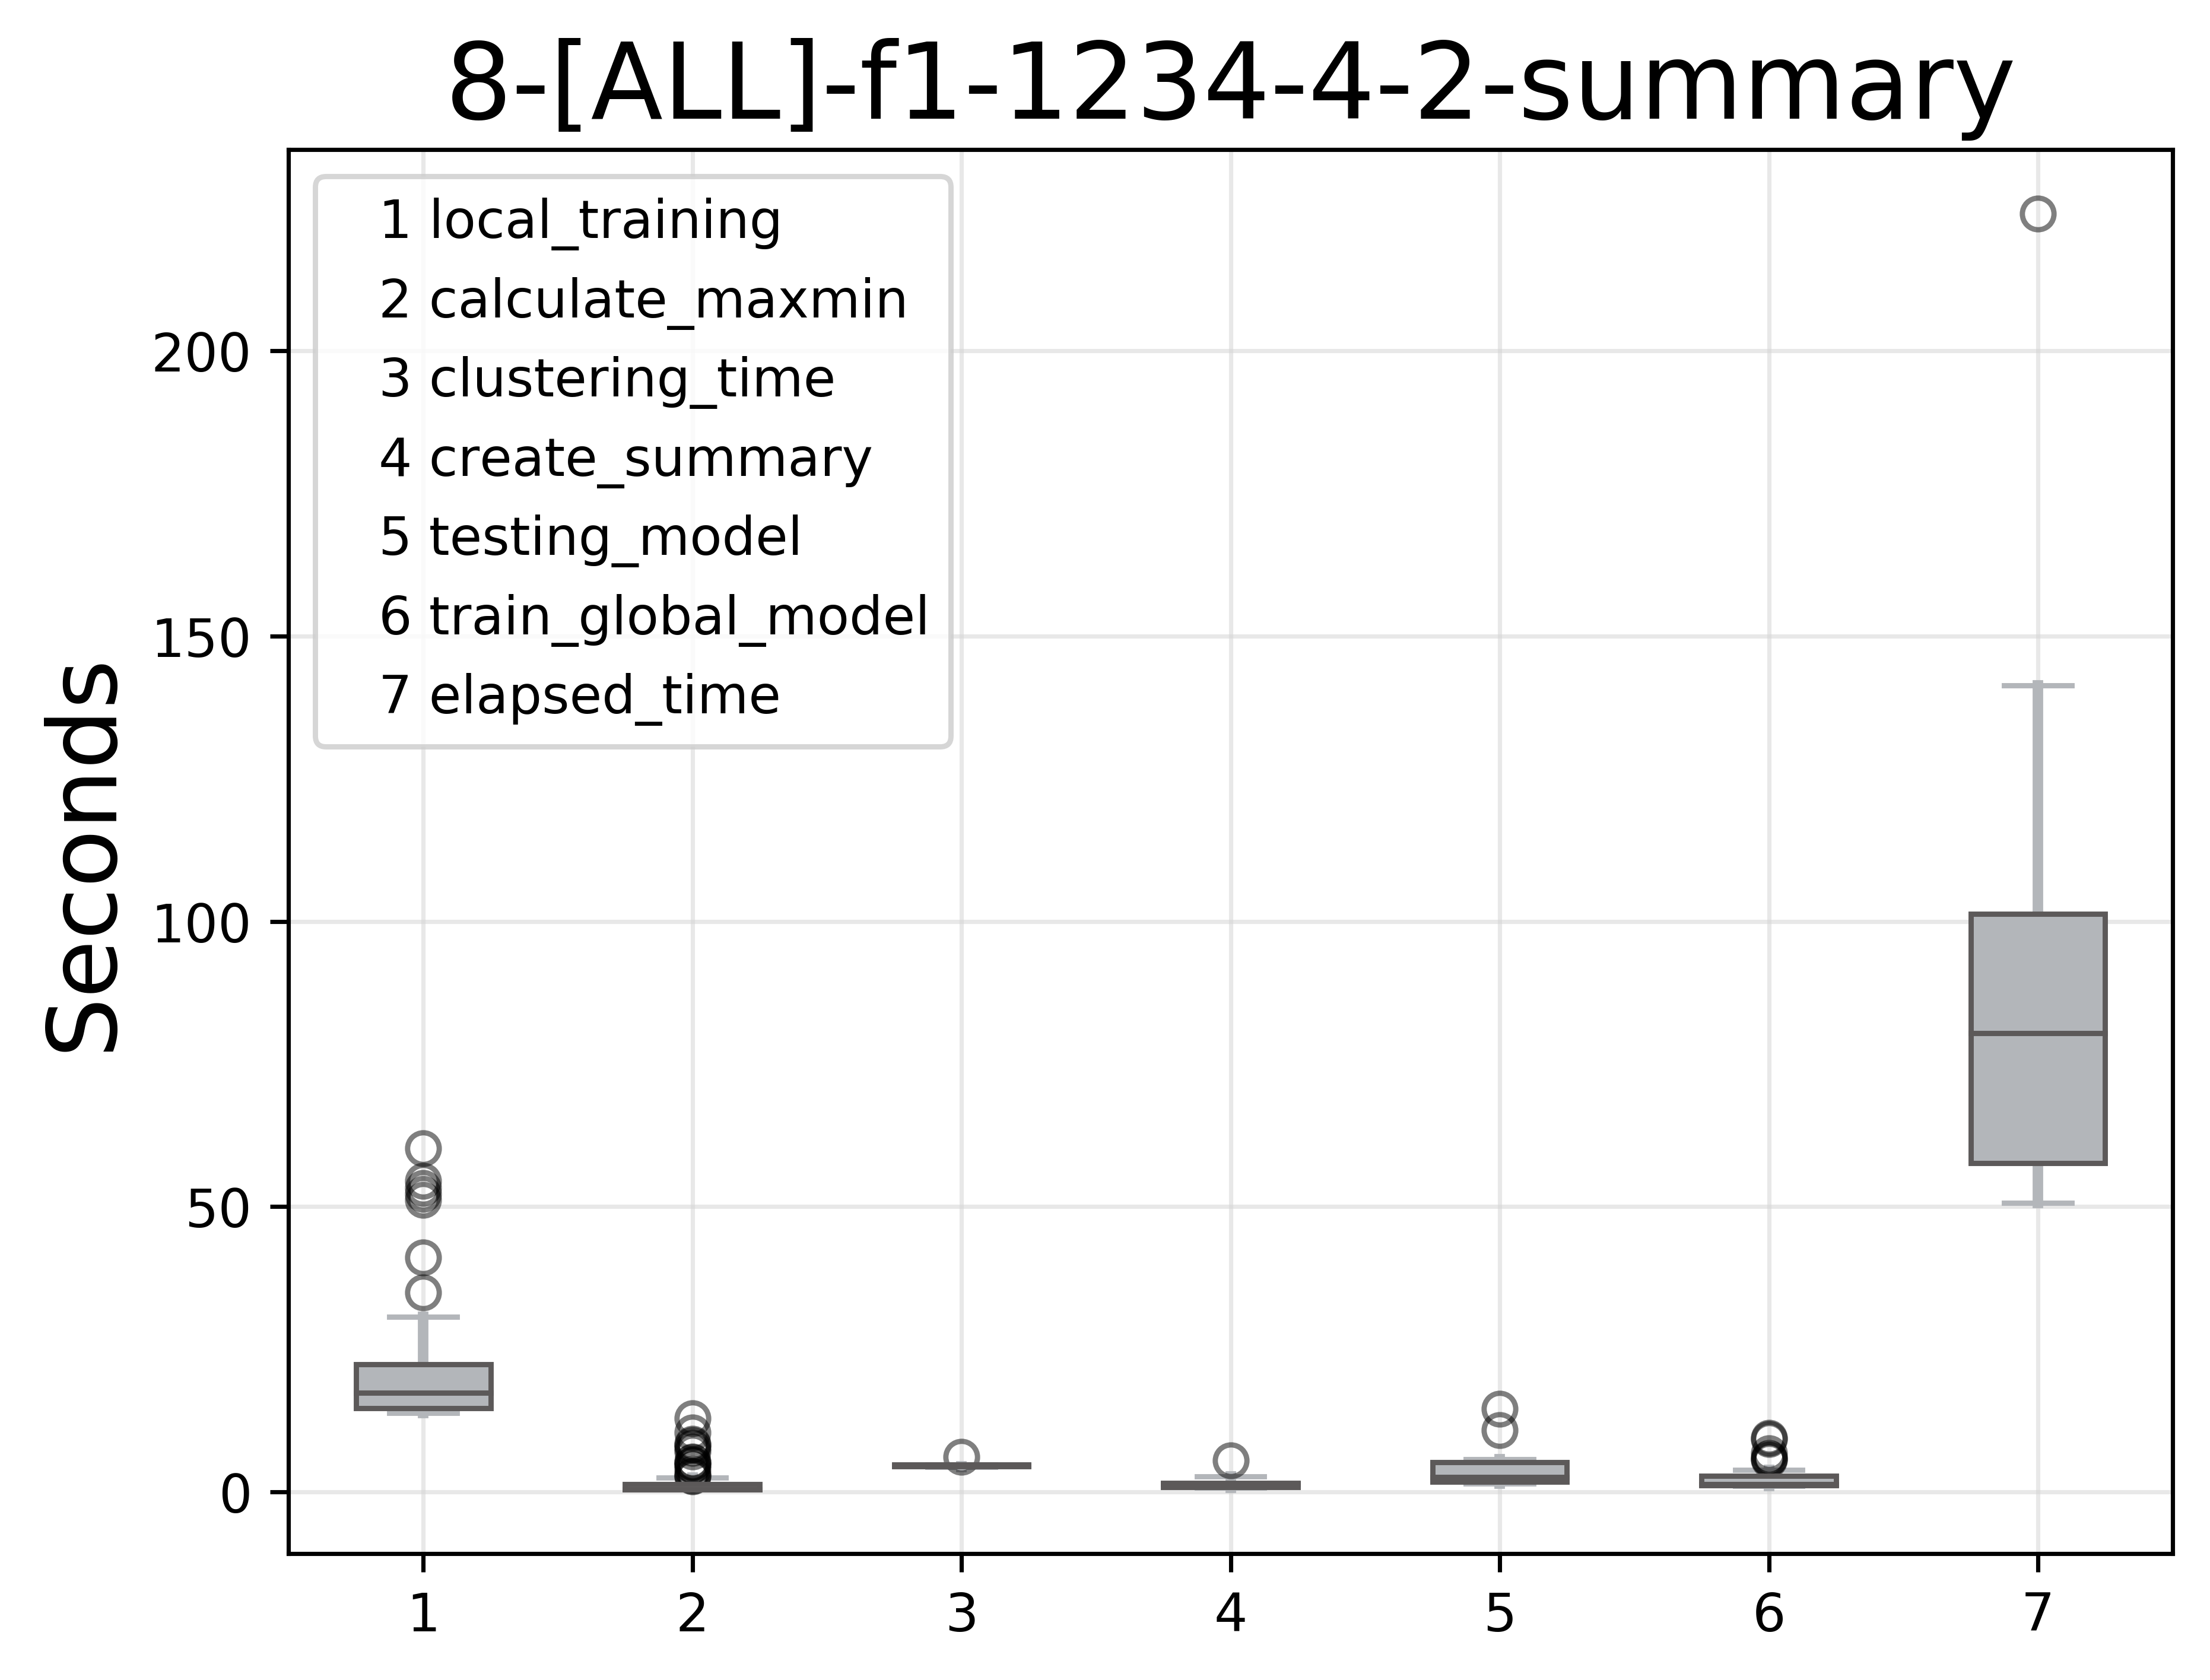 8-[ALL]-f1-1234-4-2-summary
1 local_training
2 calculate_maxmin
3 clustering_time
4 create_summary
5 testing_model
6 train_global_model
7 elapsed_time
Seconds
200
150
100
50
0
1 2 3 4 5 6 7